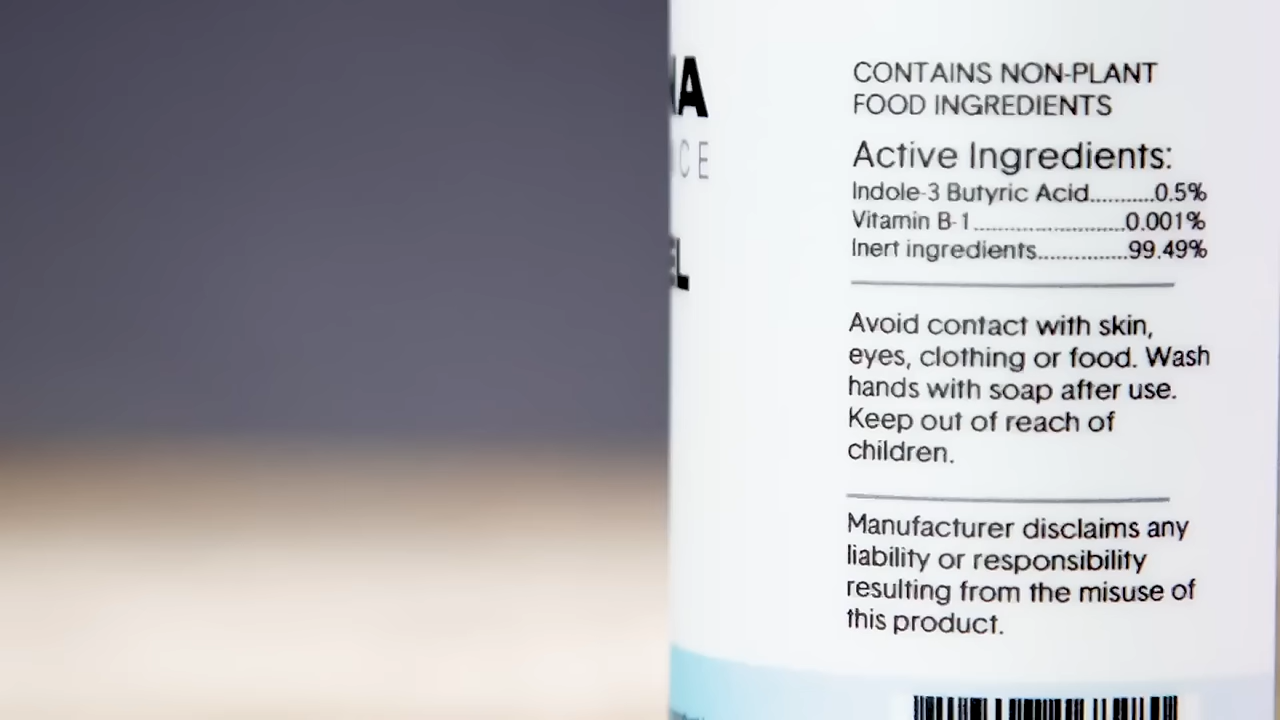 CONTAINS NON-PLANT
FOOD INGREDIENTS
Active Ingredients:
Indole-3 Butyric Acid...........0.5%
Vitamin B-1............................0.001%
Inert ingredients................99.49%
Avoid contact with skin,
eyes, clothing or food. Wash
hands with soap after use.
Keep out of reach of
children.
Manufacturer disclaims any
liability or responsibility
resulting from the misuse of
this product.